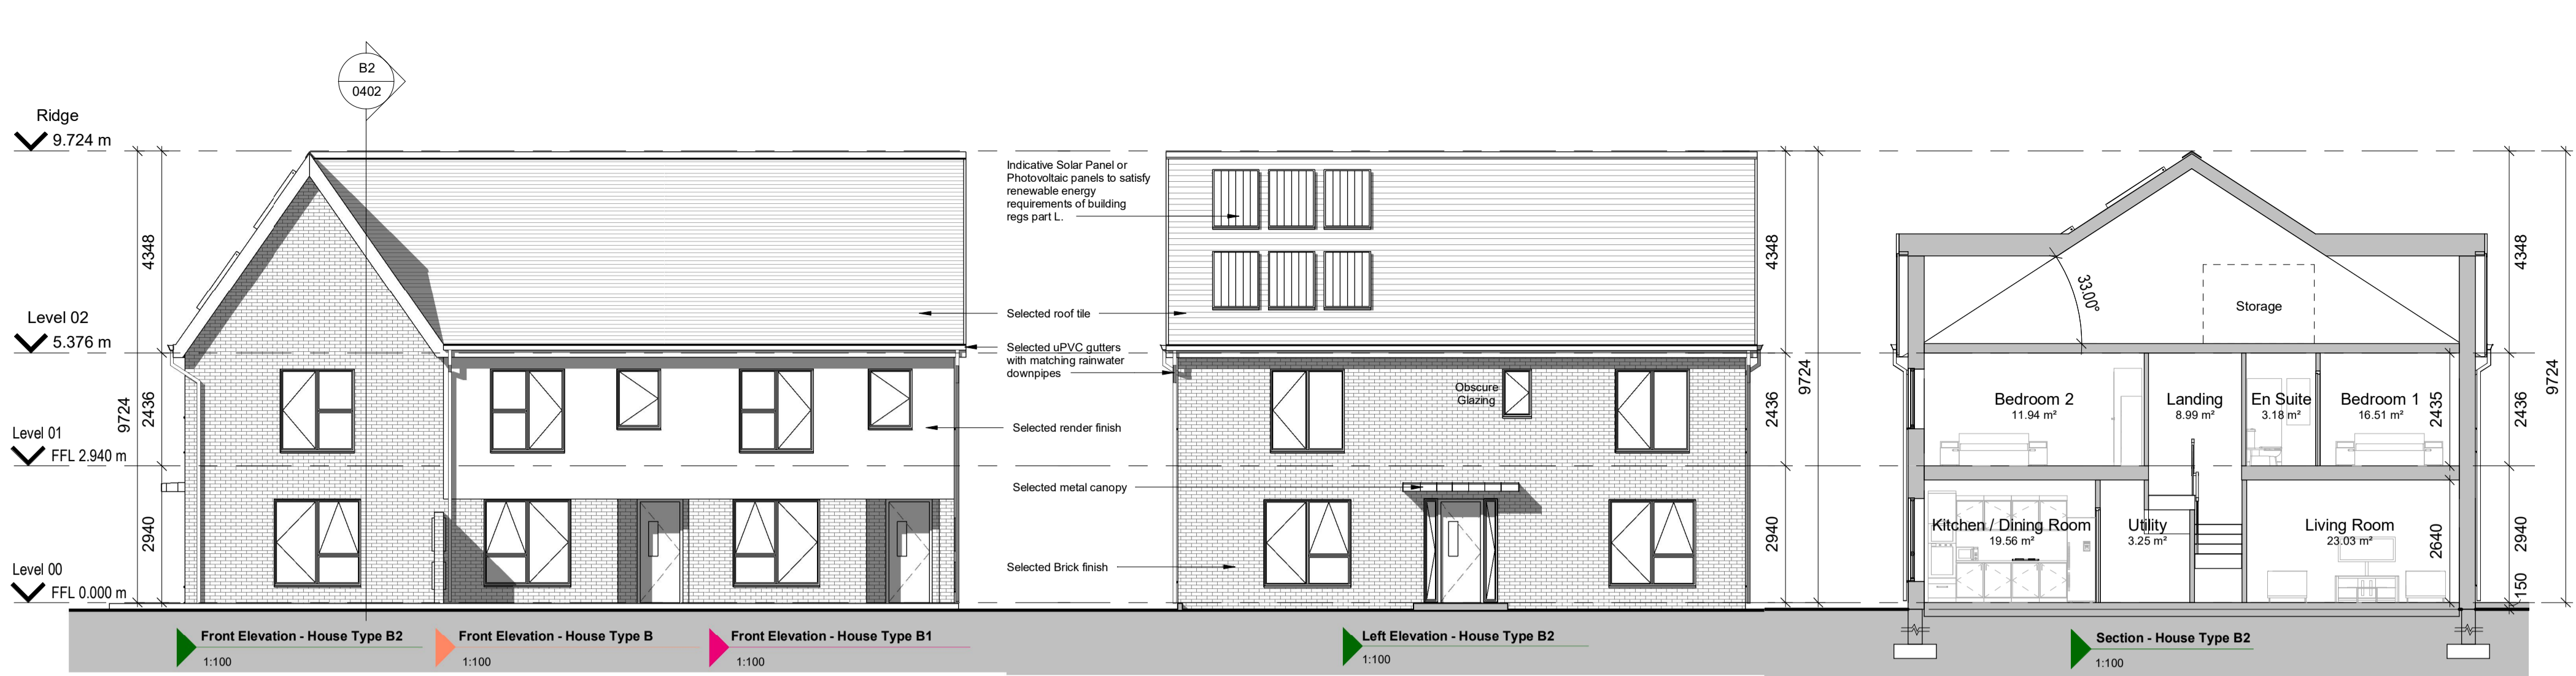 B2
0402
Ridge
9.724 m
Level 02
5.376 m
Level 01
FFL 2.940 m
Level 00
FFL 0.000 m
9724
4348
2436
2940
Indicative Solar Panel or
Photovoltaic panels to satisfy
renewable energy
requirements of building
regs part L.
Selected roof tile
Selected uPVC gutters
with matching rainwater
downpipes
Selected render finish
Selected metal canopy
Selected Brick finish
Obscure
Glazing
4348
2436
2940
9724
33.00°
Storage
Bedroom 2
11.94 m²
Landing
8.99 m²
En Suite
3.18 m²
Bedroom 1
16.51 m²
2435
Kitchen / Dining Room
19.56 m²
Utility
3.25 m²
Living Room
23.03 m²
2640
4348
2436
2940
150
9724
Front Elevation - House Type B2
1:100
Front Elevation - House Type B
1:100
Front Elevation - House Type B1
1:100
Left Elevation - House Type B2
1:100
Section - House Type B2
1:100